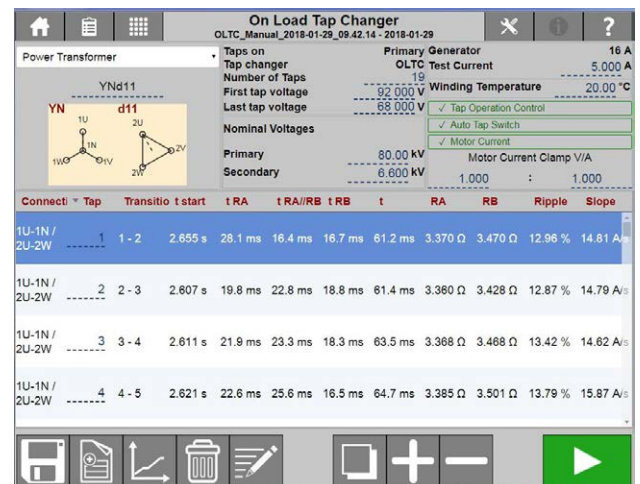 On Load Tap Changer
OLTC_Manual_2018-01-29_09.42.14 - 2018-01-29
?
Power Transformer
YNd11
YN d11
1U 2U
1N
1W 1V 2W 2V
Taps on Primary
Tap changer OLTC
Number of Taps 19
First tap voltage 92 000 V
Last tap voltage 68 000 V
Nominal Voltages
Primary 80.00 kV
Secondary 6.600 kV
Generator 16 A
Test Current 5.000 A
Winding Temperature 20.00 °C
✓ Tap Operation Control
✓ Auto Tap Switch
✓ Motor Current
Motor Current Clamp V/A
1.000 : 1.000
Connecti Tap Transitio t start t RA t RA//RB t RB t RA RB Ripple Slope
1U-1N / 2U-2W 1 1 - 2 2.655 s 28.1 ms 16.4 ms 16.7 ms 61.2 ms 3.370 Ω 3.470 Ω 12.96 % 14.81 A/s
1U-1N / 2U-2W 2 2 - 3 2.607 s 19.8 ms 22.8 ms 18.8 ms 61.4 ms 3.360 Ω 3.428 Ω 12.87 % 14.79 A/s
1U-1N / 2U-2W 3 3 - 4 2.611 s 21.9 ms 23.3 ms 18.3 ms 63.5 ms 3.368 Ω 3.468 Ω 13.42 % 14.62 A/s
1U-1N / 2U-2W 4 4 - 5 2.621 s 22.6 ms 25.6 ms 16.5 ms 64.7 ms 3.385 Ω 3.501 Ω 13.79 % 15.87 A/s